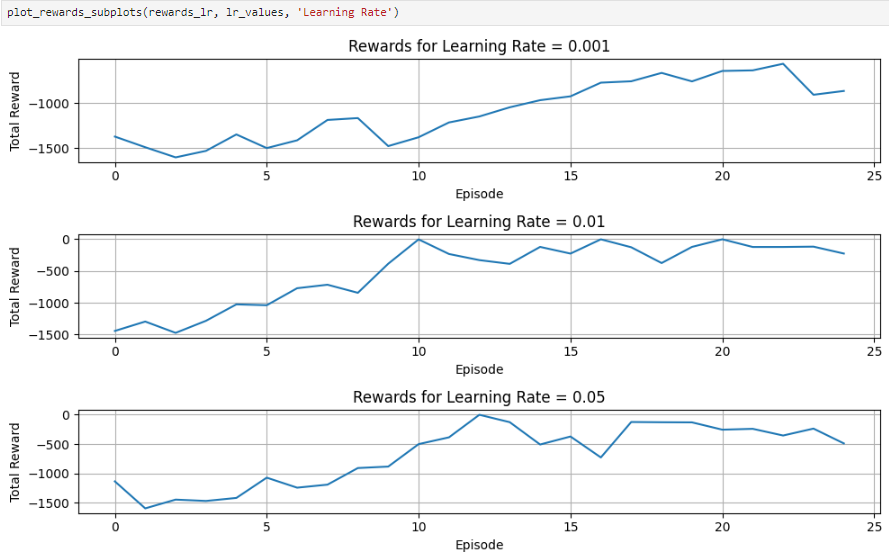 plot_rewards_subplots(rewards_lr, lr_values, 'Learning Rate')
Rewards for Learning Rate = 0.001
Total Reward
−1000
−1500
0 5 10 15 20 25
Episode
Rewards for Learning Rate = 0.01
Total Reward
0
−500
−1000
−1500
0 5 10 15 20 25
Episode
Rewards for Learning Rate = 0.05
Total Reward
0
−500
−1000
−1500
0 5 10 15 20 25
Episode